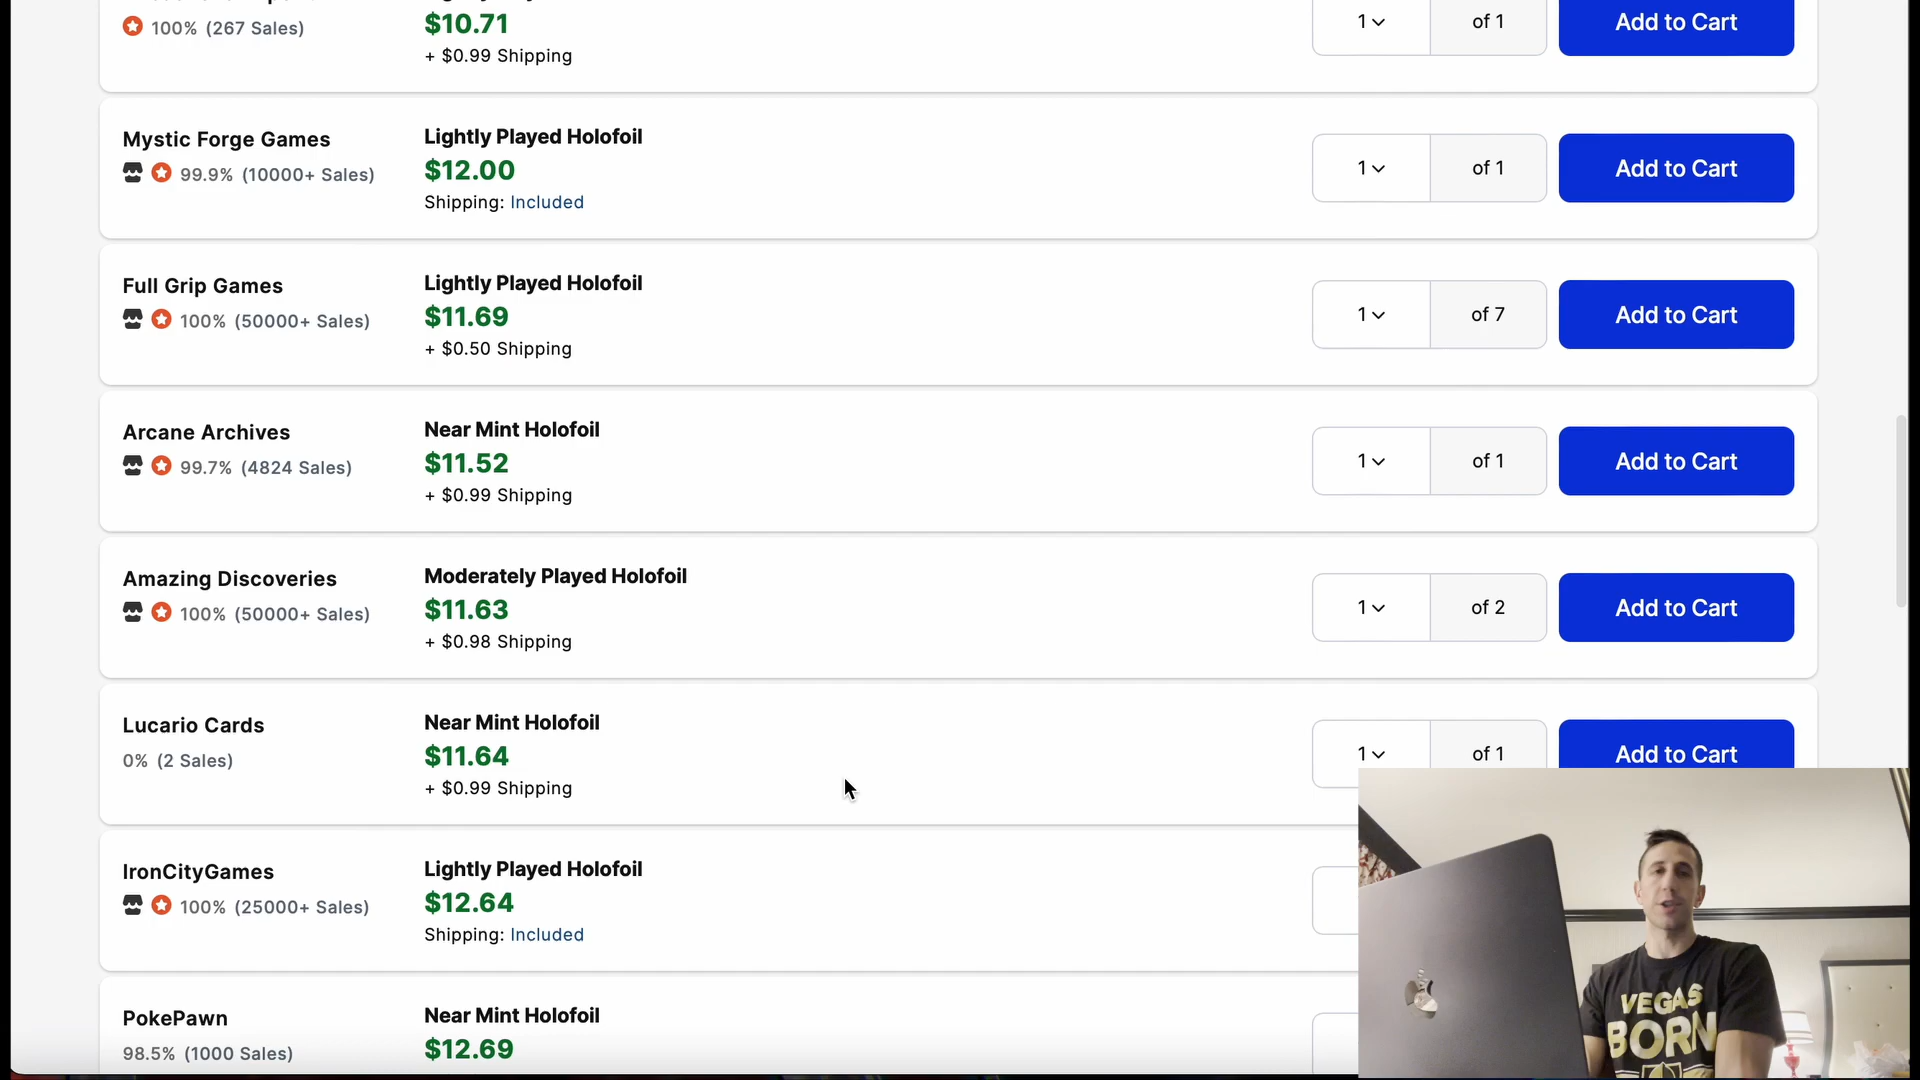 100% (267 Sales)
$10.71
+ $0.99 Shipping
1
of 1
Add to Cart
Mystic Forge Games
99.9% (10000+ Sales)
Lightly Played Holofoil
$12.00
Shipping: Included
1
of 1
Add to Cart
Full Grip Games
100% (50000+ Sales)
Lightly Played Holofoil
$11.69
+ $0.50 Shipping
1
of 7
Add to Cart
Arcane Archives
99.7% (4824 Sales)
Near Mint Holofoil
$11.52
+ $0.99 Shipping
1
of 1
Add to Cart
Amazing Discoveries
100% (50000+ Sales)
Moderately Played Holofoil
$11.63
+ $0.98 Shipping
1
of 2
Add to Cart
Lucario Cards
0% (2 Sales)
Near Mint Holofoil
$11.64
+ $0.99 Shipping
1
of 1
Add to Cart
IronCityGames
100% (25000+ Sales)
Lightly Played Holofoil
$12.64
Shipping: Included
PokePawn
98.5% (1000 Sales)
Near Mint Holofoil
$12.69
VEGAS
BORN